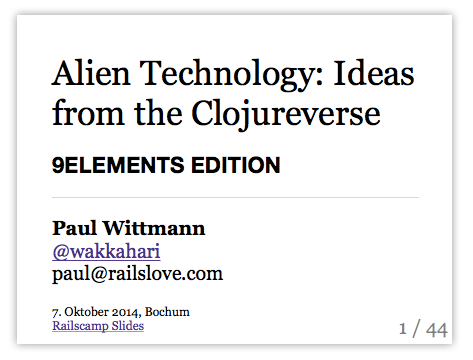 Alien Technology: Ideas
from the Clojureverse
9ELEMENTS EDITION
Paul Wittmann
@wakkahari
paul@railslove.com
7. Oktober 2014, Bochum
Railscamp Slides
1 / 44